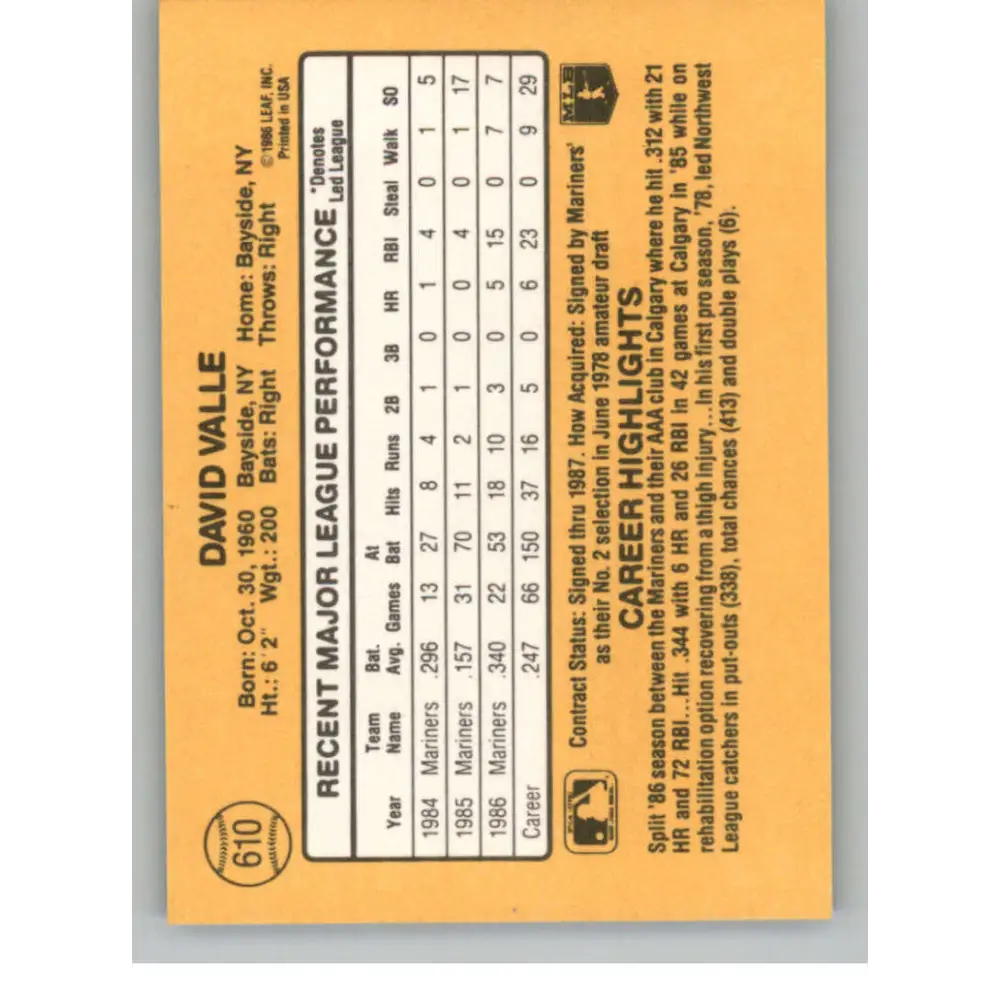 610
DAVID VALLE
Born: Oct. 30, 1960 Bayside, NY Home: Bayside, NY
Ht.: 6'2" Wgt.: 200 Bats: Right Throws: Right
© 1986 LEAF, INC.
Printed in USA
RECENT MAJOR LEAGUE PERFORMANCE *Denotes Led League
Year Team Name Bat. Avg. Games At Bat Hits Runs 2B 3B HR RBI Steal Walk SO
1984 Mariners .296 13 27 8 4 1 0 1 4 0 1 5
1985 Mariners .157 31 70 11 2 1 0 0 4 0 1 17
1986 Mariners .340 22 53 18 10 3 0 5 15 0 7 7
Career .247 66 150 37 16 5 0 6 23 0 9 29
Contract Status: Signed thru 1987. How Acquired: Signed by Mariners'
as their No. 2 selection in June 1978 amateur draft
MLB
CAREER HIGHLIGHTS
Split '86 season between the Mariners and their AAA club in Calgary where he hit .312 with 21
HR and 72 RBI...Hit .344 with 6 HR and 26 RBI in 42 games at Calgary in '85 while on
rehabilitation option recovering from a thigh injury...In his first pro season, '78, led Northwest
League catchers in put-outs (338), total chances (413) and double plays (6).